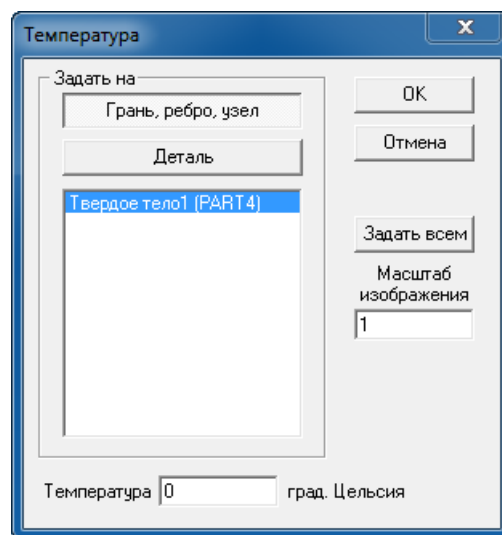 Температура
Задать на
Грань, ребро, узел
Деталь
Твердое тело1 (PART4)
OK
Отмена
Задать всем
Масштаб
изображения
1
Температура 0 град. Цельсия